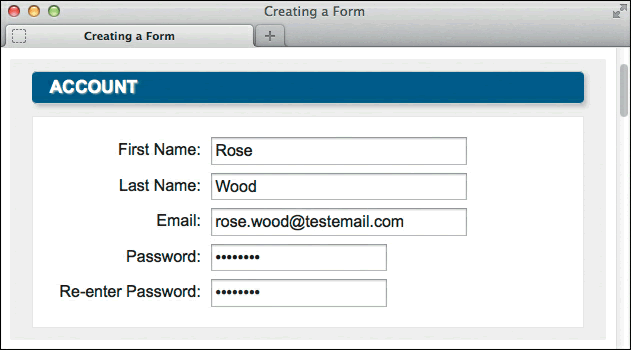 Creating a Form
Creating a Form
ACCOUNT
First Name: Rose
Last Name: Wood
Email: rose.wood@testemail.com
Password: ••••••••
Re-enter Password: ••••••••